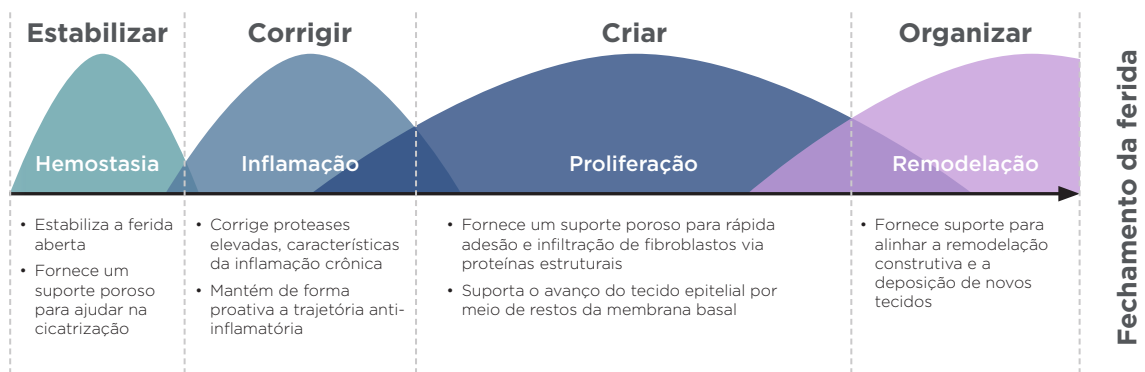 Estabilizar
Corrigir
Criar
Organizar
Hemostasia
Inflamação
Proliferação
Remodelação
• Estabiliza a ferida
aberta
• Fornece um
suporte poroso
para ajudar na
cicatrização
• Corrige proteases
elevadas, características
da inflamação crônica
• Mantém de forma
proativa a trajetória anti-
inflamatória
• Fornece um suporte poroso para rápida
adesão e infiltração de fibroblastos via
proteínas estruturais
• Suporta o avanço do tecido epitelial por
meio de restos da membrana basal
• Fornece suporte para
alinhar a remodelação
construtiva e a
deposição de novos
tecidos
Fechamento da ferida